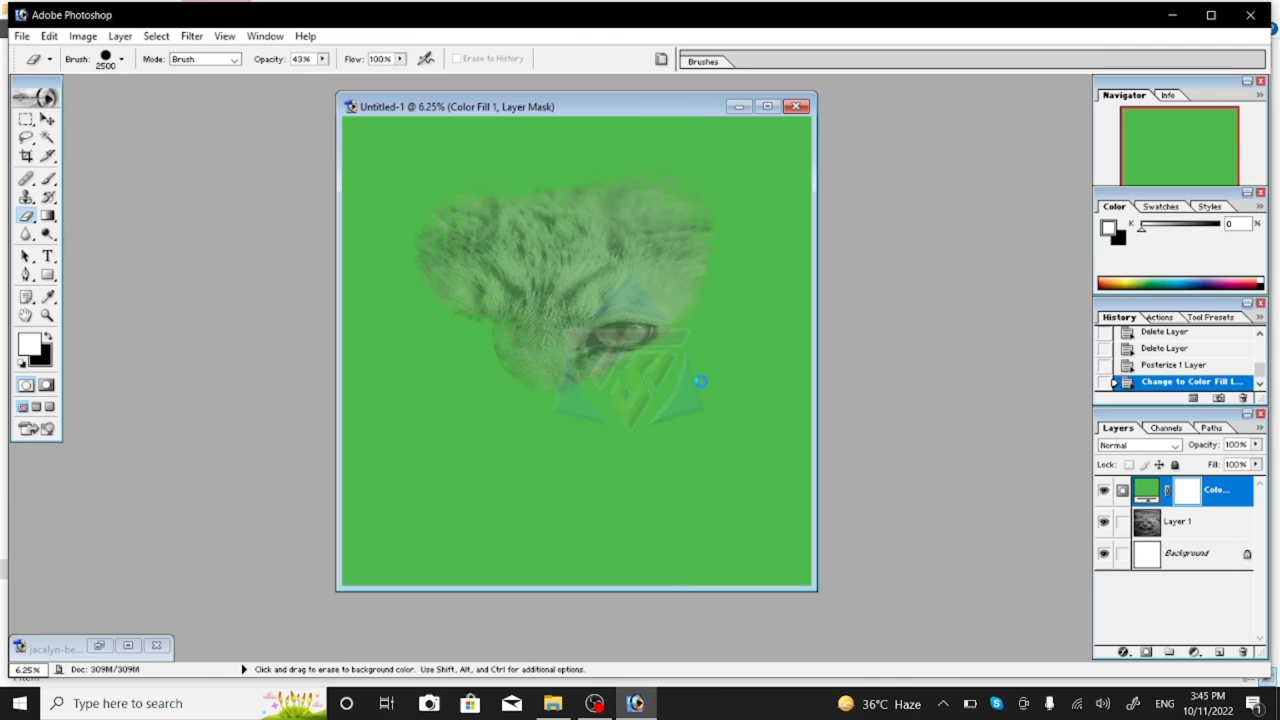 Adobe Photoshop
File Edit Image Layer Select Filter View Window Help
Brush: 2500 Mode: Brush Opacity: 43% Flow: 100% Erase to History Brushes
Untitled-1 @ 6.25% (Color Fill 1, Layer Mask)
Navigator Info
Color Swatches Styles
K 0 %
History Actions Tool Presets
Delete Layer
Delete Layer
Posterize 1 Layer
Change to Color Fill L...
Layers Channels Paths
Normal Opacity: 100%
Lock: Fill: 100%
Colo...
Layer 1
Background
jacalyn-be...
6.25% Doc: 309M/309M Click and drag to erase to background color. Use Shift, Alt, and Ctrl for additional options.
Type here to search 36°C Haze ENG 3:45 PM
10/11/2022 1